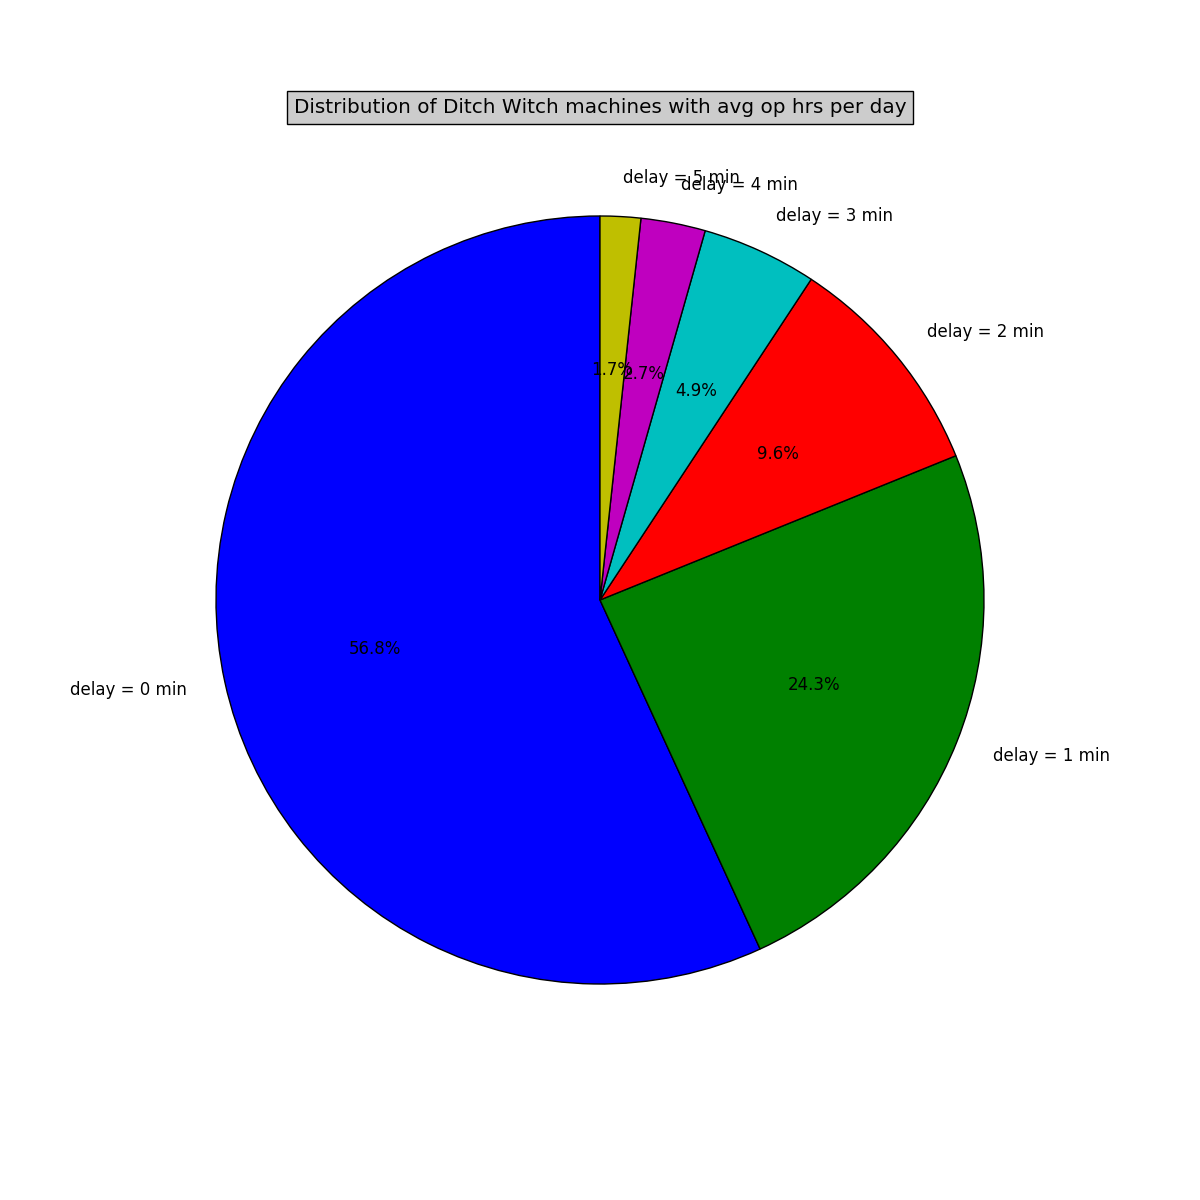 Distribution of Ditch Witch machines with avg op hrs per day
delay = 5 min
delay = 4 min
delay = 3 min
delay = 2 min
1.7%
2.7%
4.9%
9.6%
56.8%
24.3%
delay = 0 min
delay = 1 min